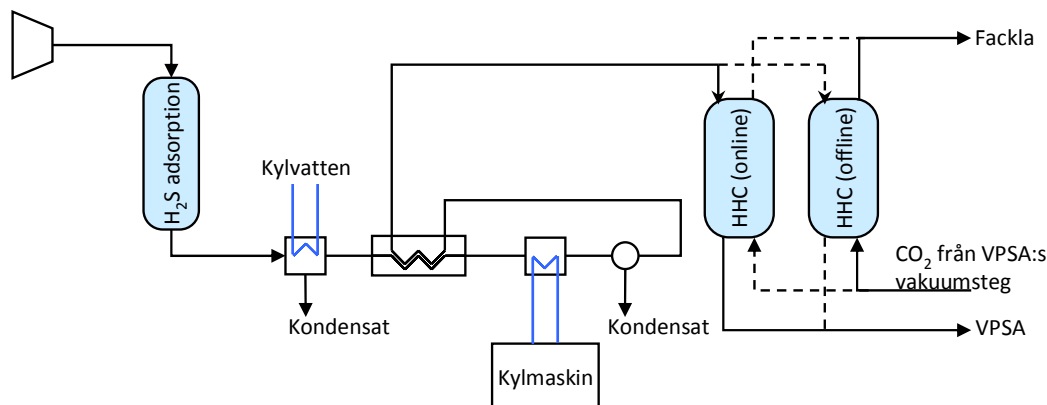 Fackla
H₂S adsorption
HHC (online)
HHC (offline)
Kylvatten
CO₂ från VPSA:s
vakuumsteg
Kondensat
Kondensat
VPSA
Kylmaskin